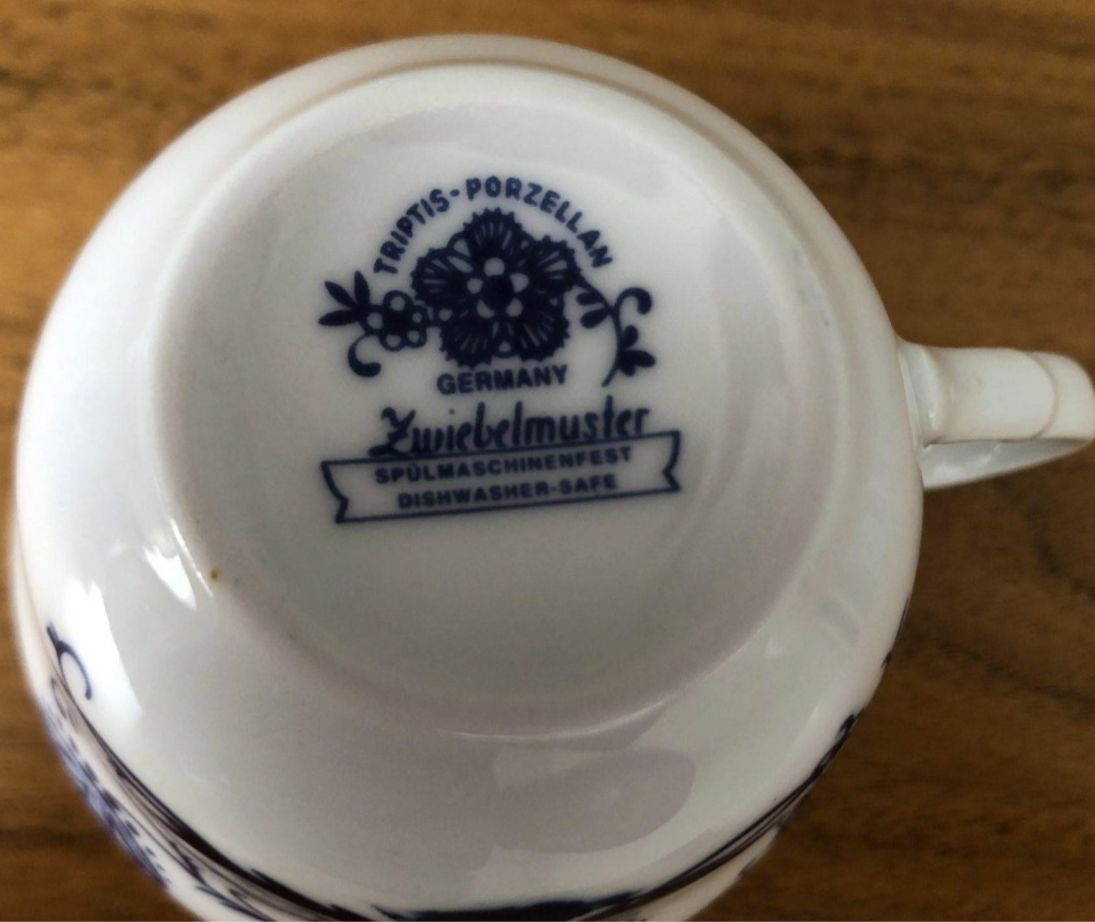 TRIPTIS-PORZELLAN
GERMANY
Zwiebelmuster
SPÜLMASCHINENFEST
DISHWASHER-SAFE